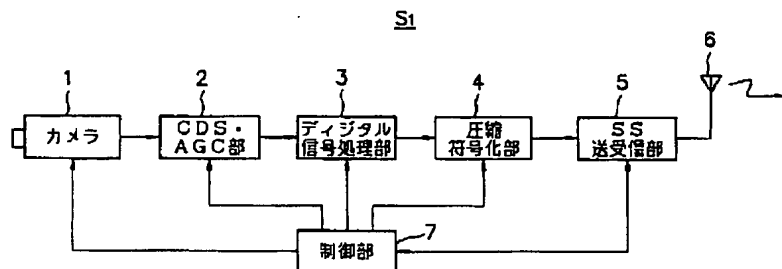 S1
1
2
3
4
5
6
カメラ
CDS・
AGC部
ディジタル
信号処理部
圧縮
符号化部
SS
送受信部
制御部
7